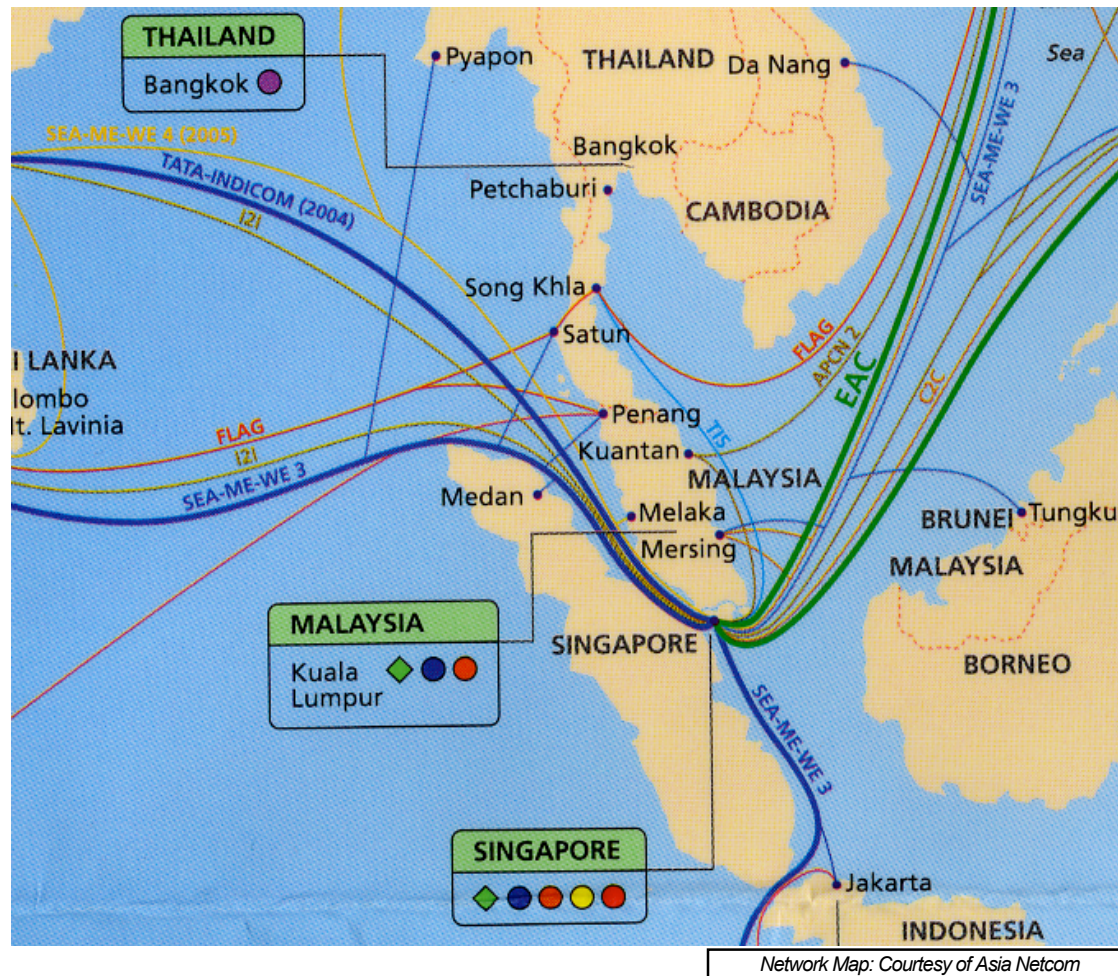 THAILAND
Bangkok
Pyapon
THAILAND
Da Nang
Sea
SEA-ME-WE 3
SEA-ME-WE 4 (2005)
TATA-INDICOM (2004)
I2I
Bangkok
Petchaburi
CAMBODIA
Song Khla
Satun
FLAG
APCN 2
EAC
C2C
I LANKA
lombo
lt. Lavinia
FLAG
I2I
SEA-ME-WE 3
Penang
TIS
Kuantan
MALAYSIA
Medan
Melaka
Mersing
BRUNEI
Tungku
MALAYSIA
MALAYSIA
Kuala
Lumpur
SINGAPORE
BORNEO
SEA-ME-WE 3
SINGAPORE
Jakarta
INDONESIA
Network Map: Courtesy of Asia Netcom